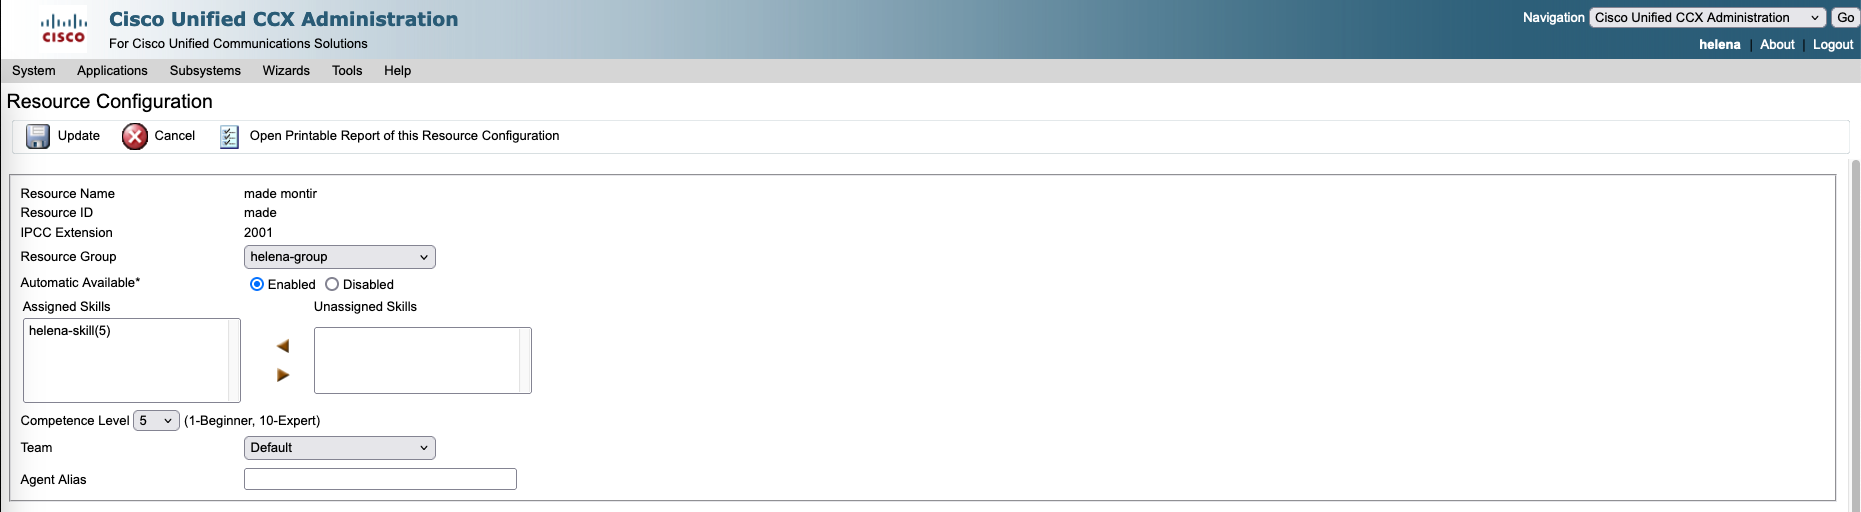 Cisco Unified CCX Administration
For Cisco Unified Communications Solutions
CISCO
Navigation Cisco Unified CCX Administration Go
helena | About | Logout
System Applications Subsystems Wizards Tools Help
Resource Configuration
Update Cancel Open Printable Report of this Resource Configuration
Resource Name made montir
Resource ID made
IPCC Extension 2001
Resource Group helena-group
Automatic Available* Enabled Disabled
Assigned Skills Unassigned Skills
helena-skill(5)
Competence Level 5 (1-Beginner, 10-Expert)
Team Default
Agent Alias